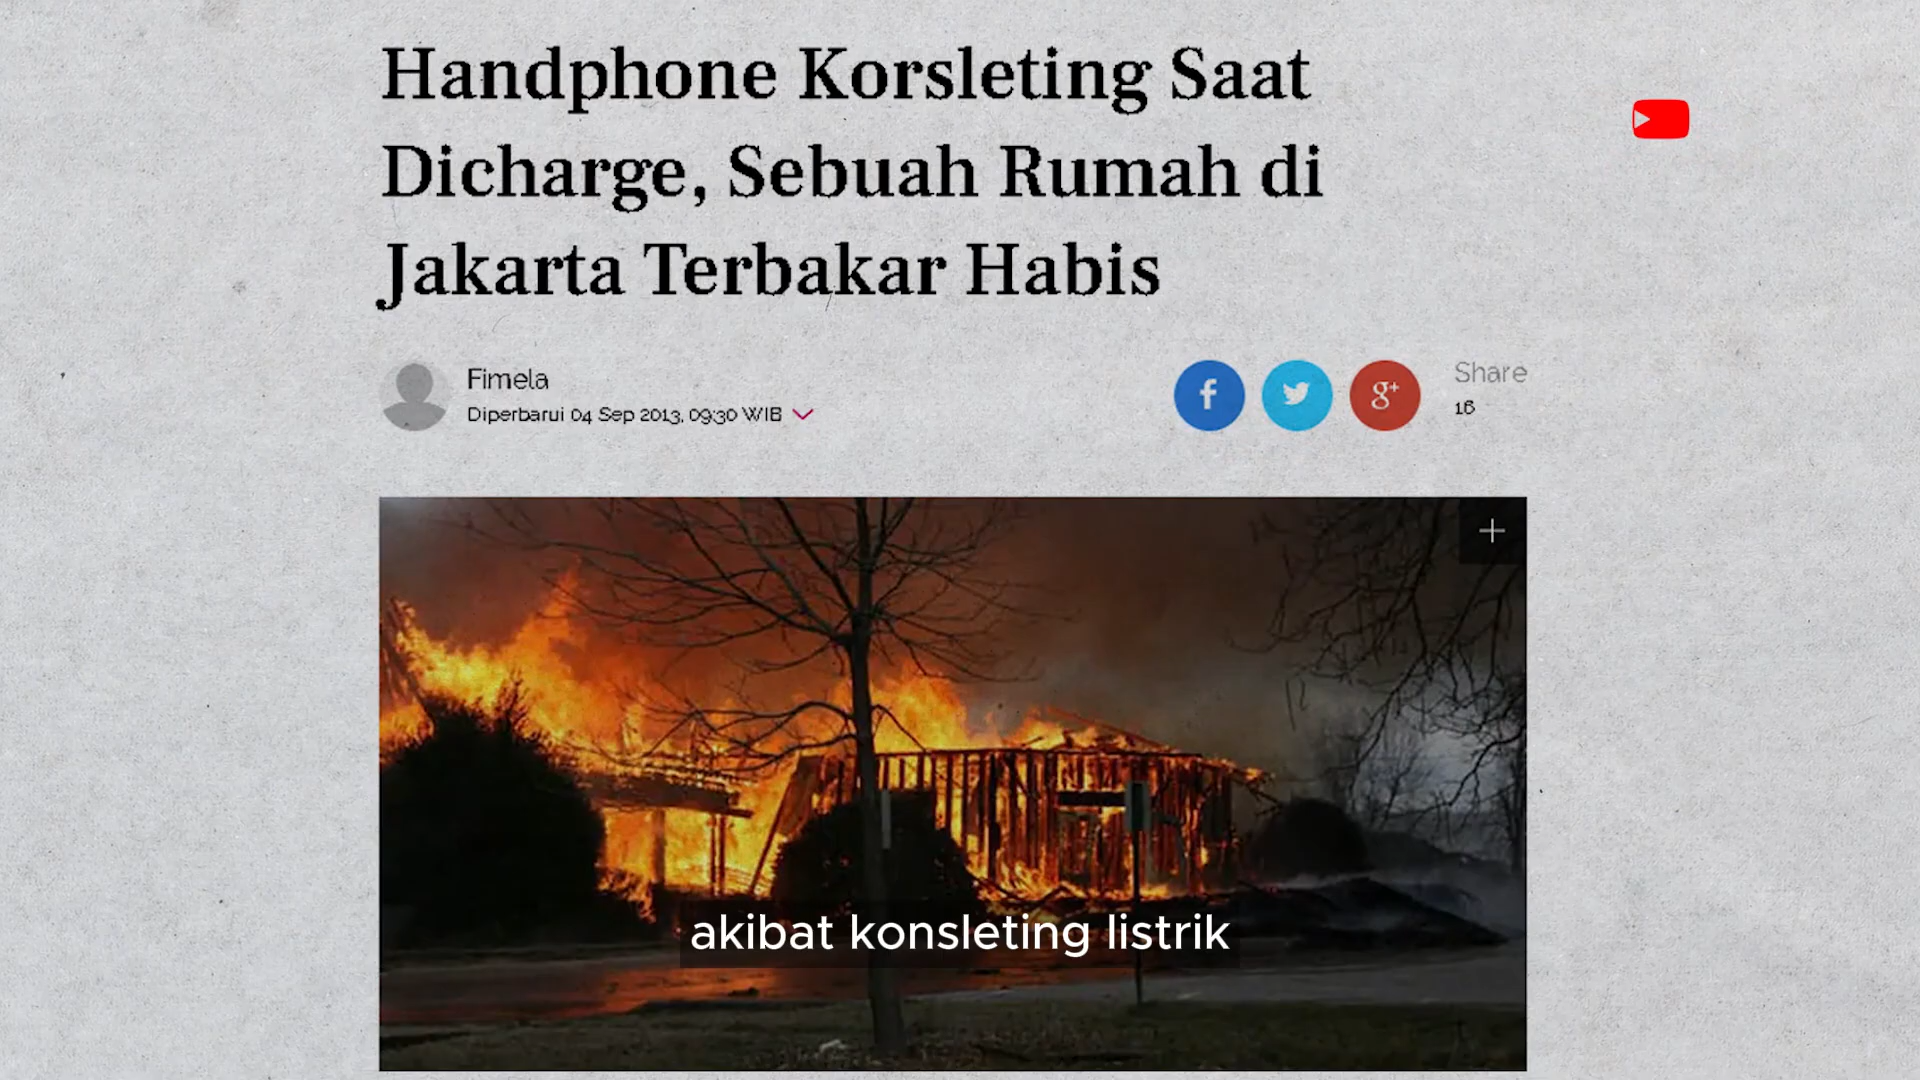 Handphone Korsleting Saat
Dicharge, Sebuah Rumah di
Jakarta Terbakar Habis
Fimela
Diperbarui 04 Sep 2013, 09:30 WIB
Share
16
akibat konsleting listrik